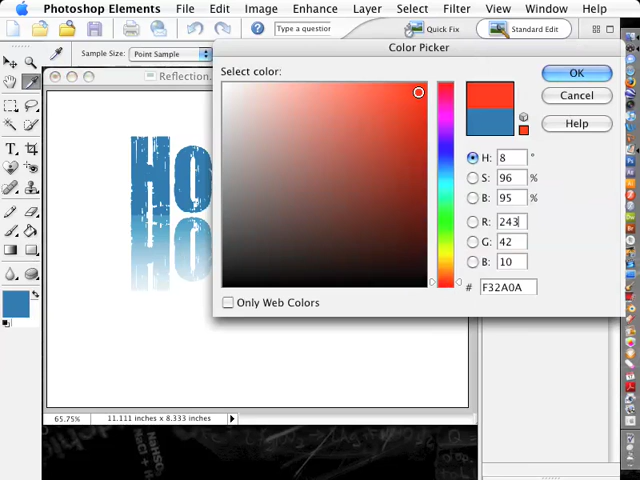 Photoshop Elements File Edit Image Enhance Layer Select Filter View Window Help
Type a question Quick Fix Standard Edit
Sample Size: Point Sample
Color Picker
Reflection.
Select color:
OK
Cancel
Help
Ho
H: 8 °
S: 96 %
B: 95 %
R: 243
G: 42
B: 10
# F32A0A
Only Web Colors
65.75% 11.111 inches x 8.333 inches